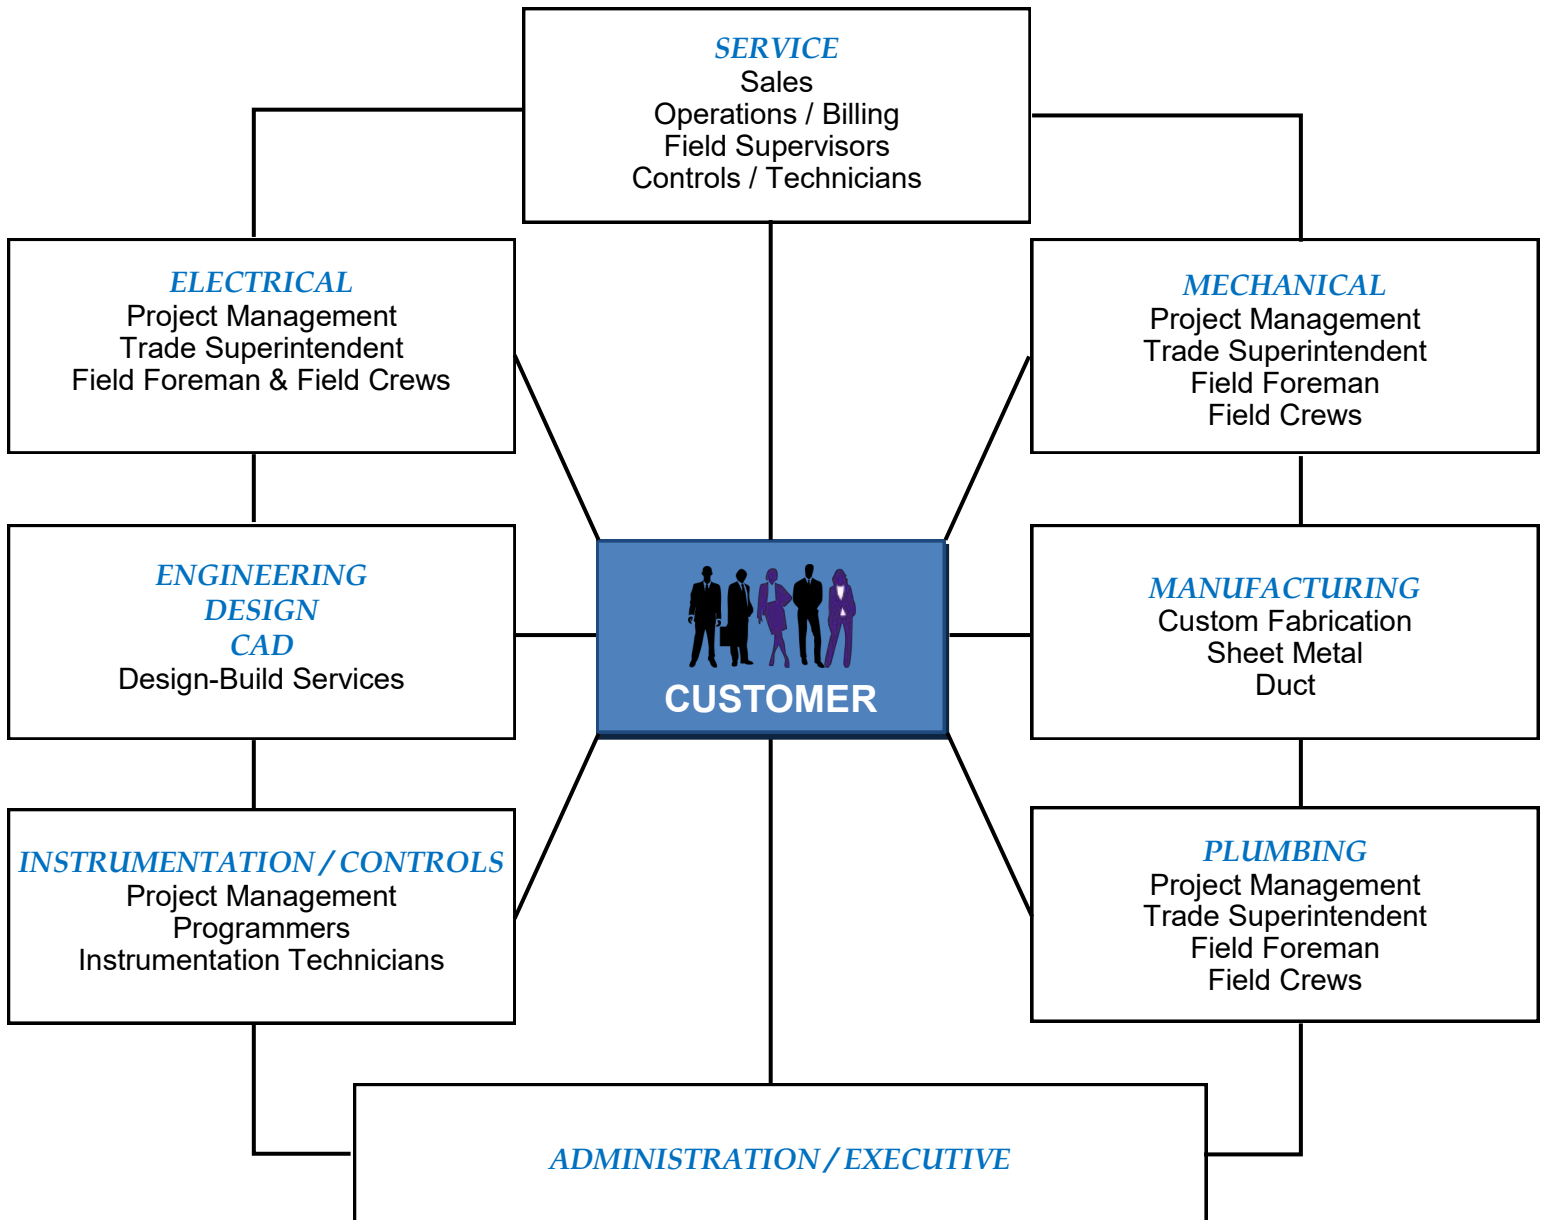 SERVICE
Sales
Operations / Billing
Field Supervisors
Controls / Technicians
ELECTRICAL
Project Management
Trade Superintendent
Field Foreman & Field Crews
MECHANICAL
Project Management
Trade Superintendent
Field Foreman
Field Crews
ENGINEERING
DESIGN
CAD
Design-Build Services
CUSTOMER
MANUFACTURING
Custom Fabrication
Sheet Metal
Duct
INSTRUMENTATION / CONTROLS
Project Management
Programmers
Instrumentation Technicians
PLUMBING
Project Management
Trade Superintendent
Field Foreman
Field Crews
ADMINISTRATION / EXECUTIVE